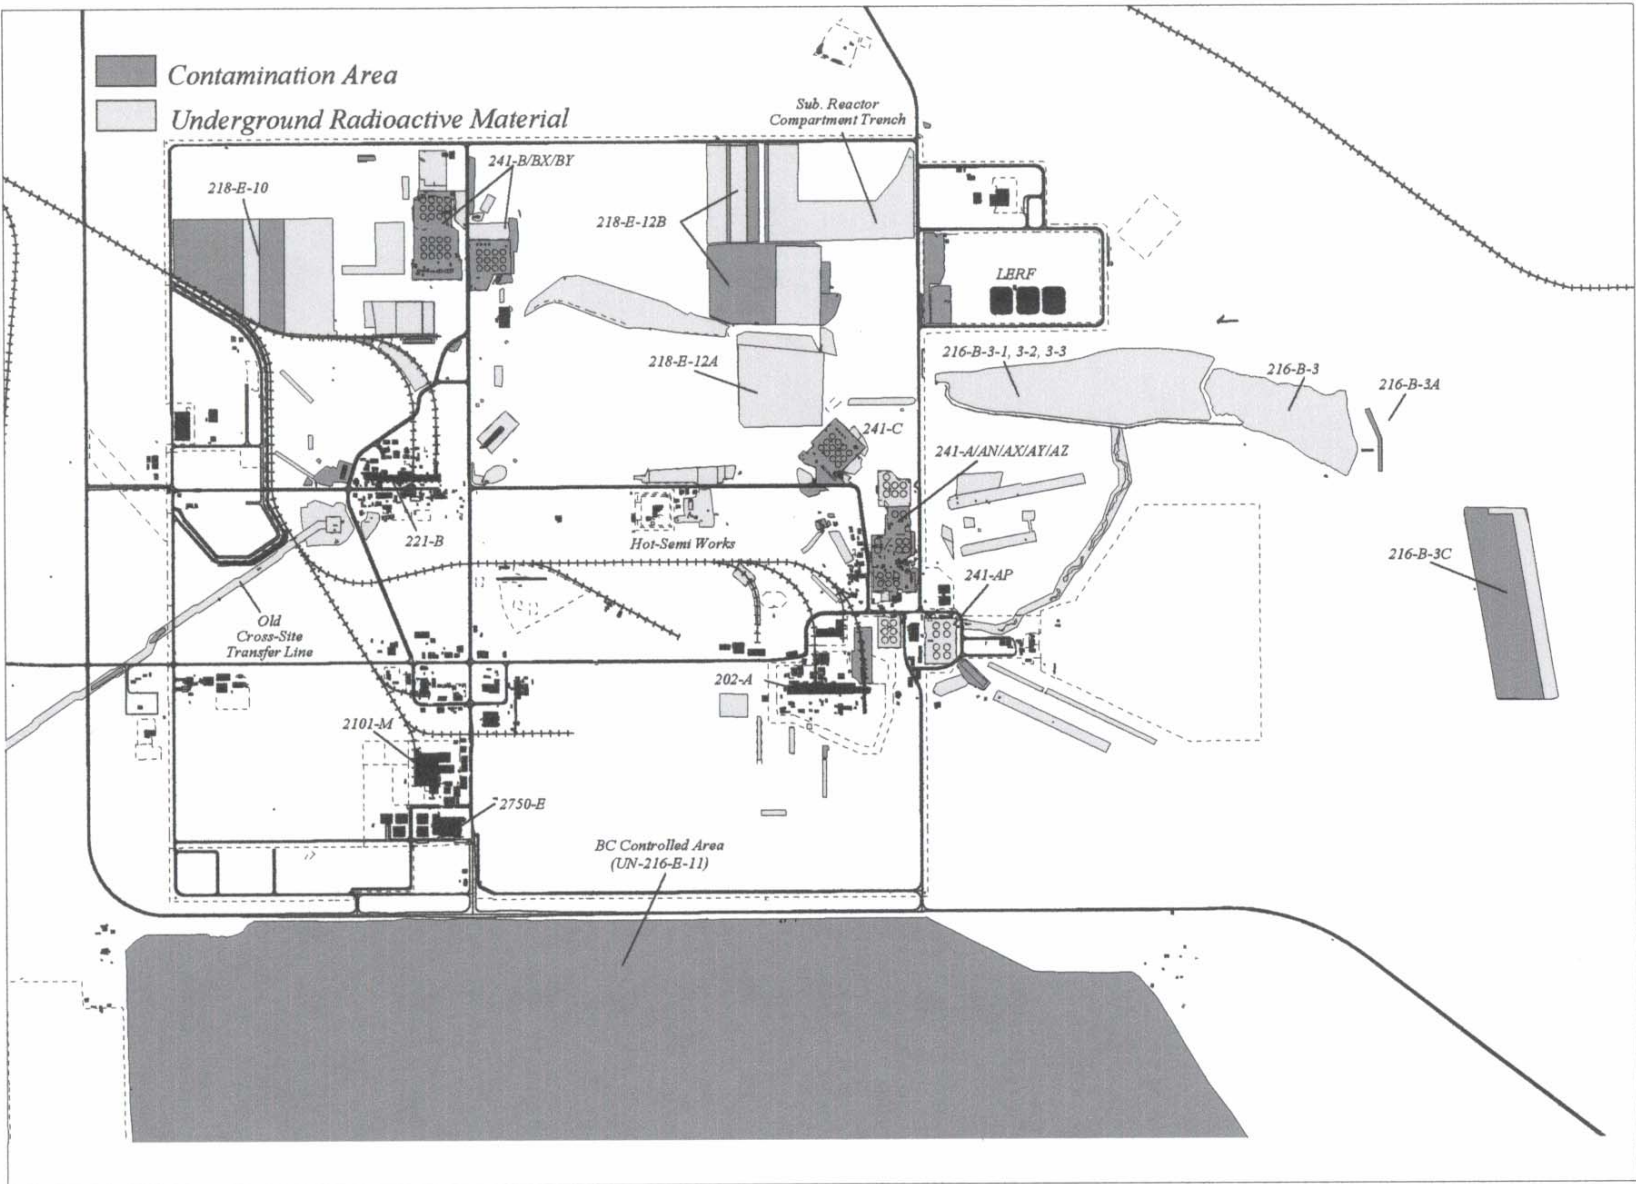 Contamination Area
Underground Radioactive Material
Sub. Reactor
Compartment Trench
241-B/BX/BY
218-E-10
218-E-12B
LERF
218-E-12A
216-B-3-1, 3-2, 3-3
216-B-3
216-B-3A
241-C
241-A/AN/AX/AY/AZ
221-B
Hot-Semi Works
216-B-3C
241-AP
Old
Cross-Site
Transfer Line
202-A
2101-M
2750-E
BC Controlled Area
(UN-216-E-11)